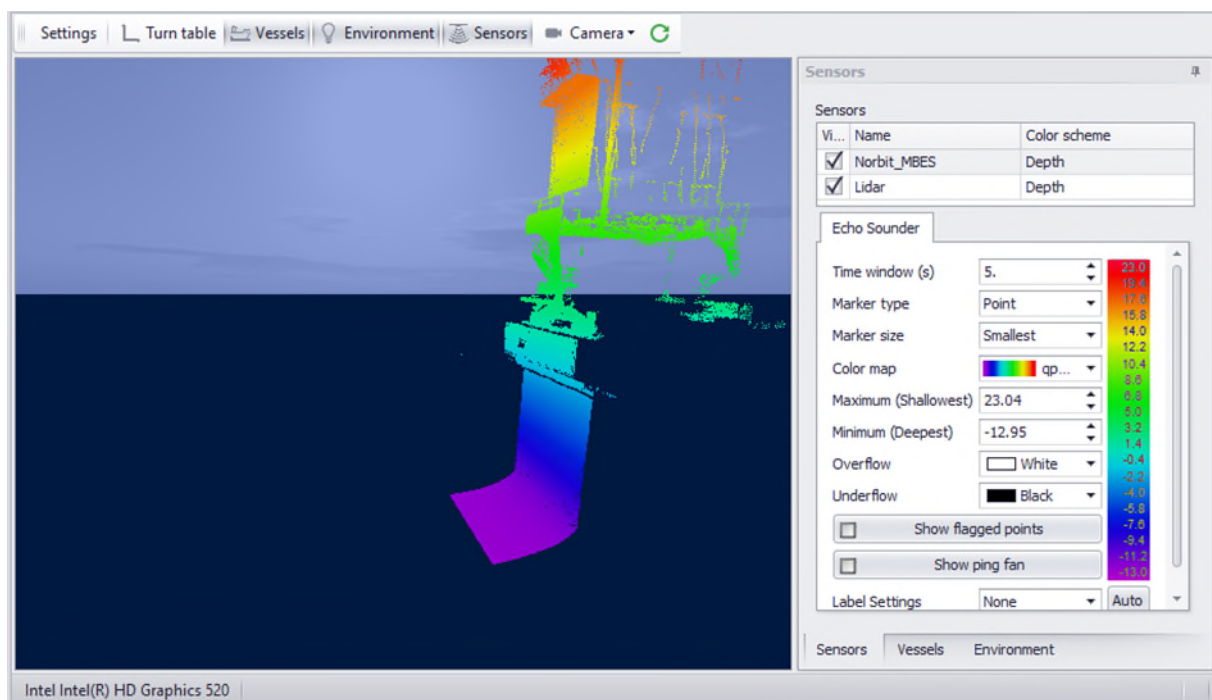 Settings Turn table Vessels Environment Sensors Camera
Sensors
Sensors
Vi... Name Color scheme
Norbit_MBES Depth
Lidar Depth
Echo Sounder
Time window (s) 5.
Marker type Point
Marker size Smallest
Color map qp...
Maximum (Shallowest) 23.04
Minimum (Deepest) -12.95
Overflow White
Underflow Black
Show flagged points
Show ping fan
Label Settings None Auto
23.0
19.4
17.6
15.8
14.0
12.2
10.4
8.6
6.8
5.0
3.2
1.4
-0.4
-2.2
-4.0
-5.8
-7.6
-9.4
-11.2
-13.0
Sensors Vessels Environment
Intel Intel(R) HD Graphics 520